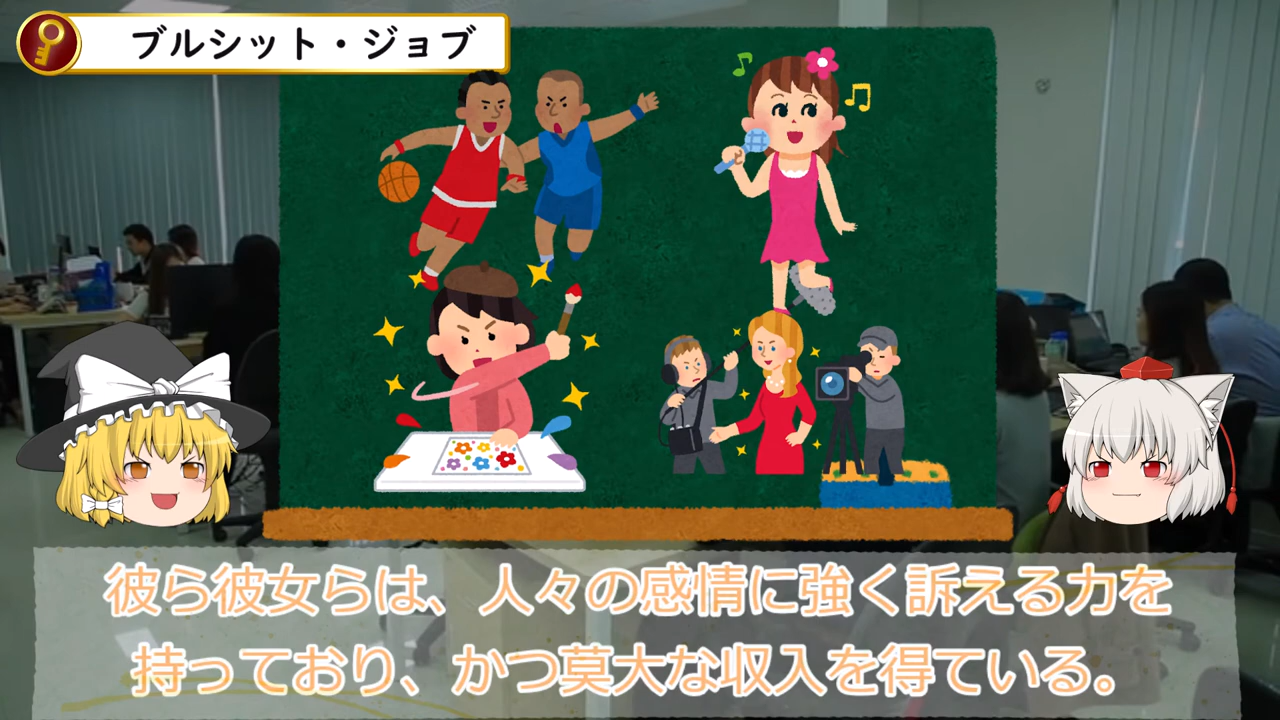 ブルシット・ジョブ
彼ら彼女らは、人々の感情に強く訴える力を
持っており、かつ莫大な収入を得ている。